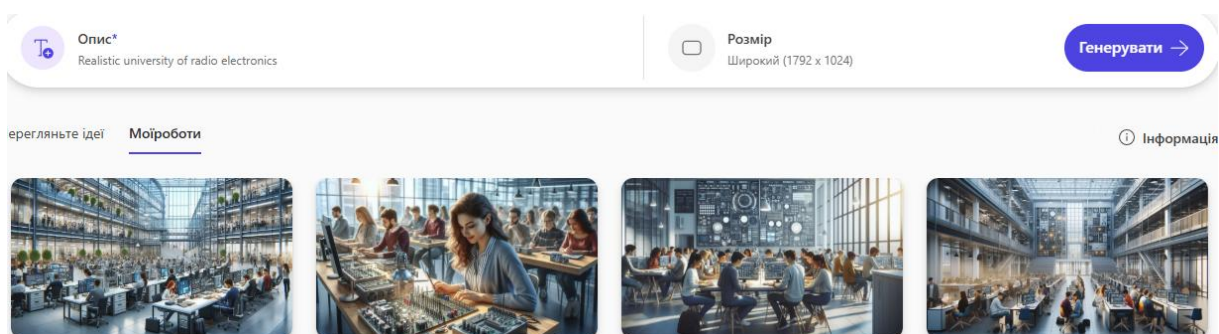 Опис*
Realistic university of radio electronics
Розмір
Широкий (1792 x 1024)
Генерувати →
ерегляньте ідеї
Моїроботи
Інформація